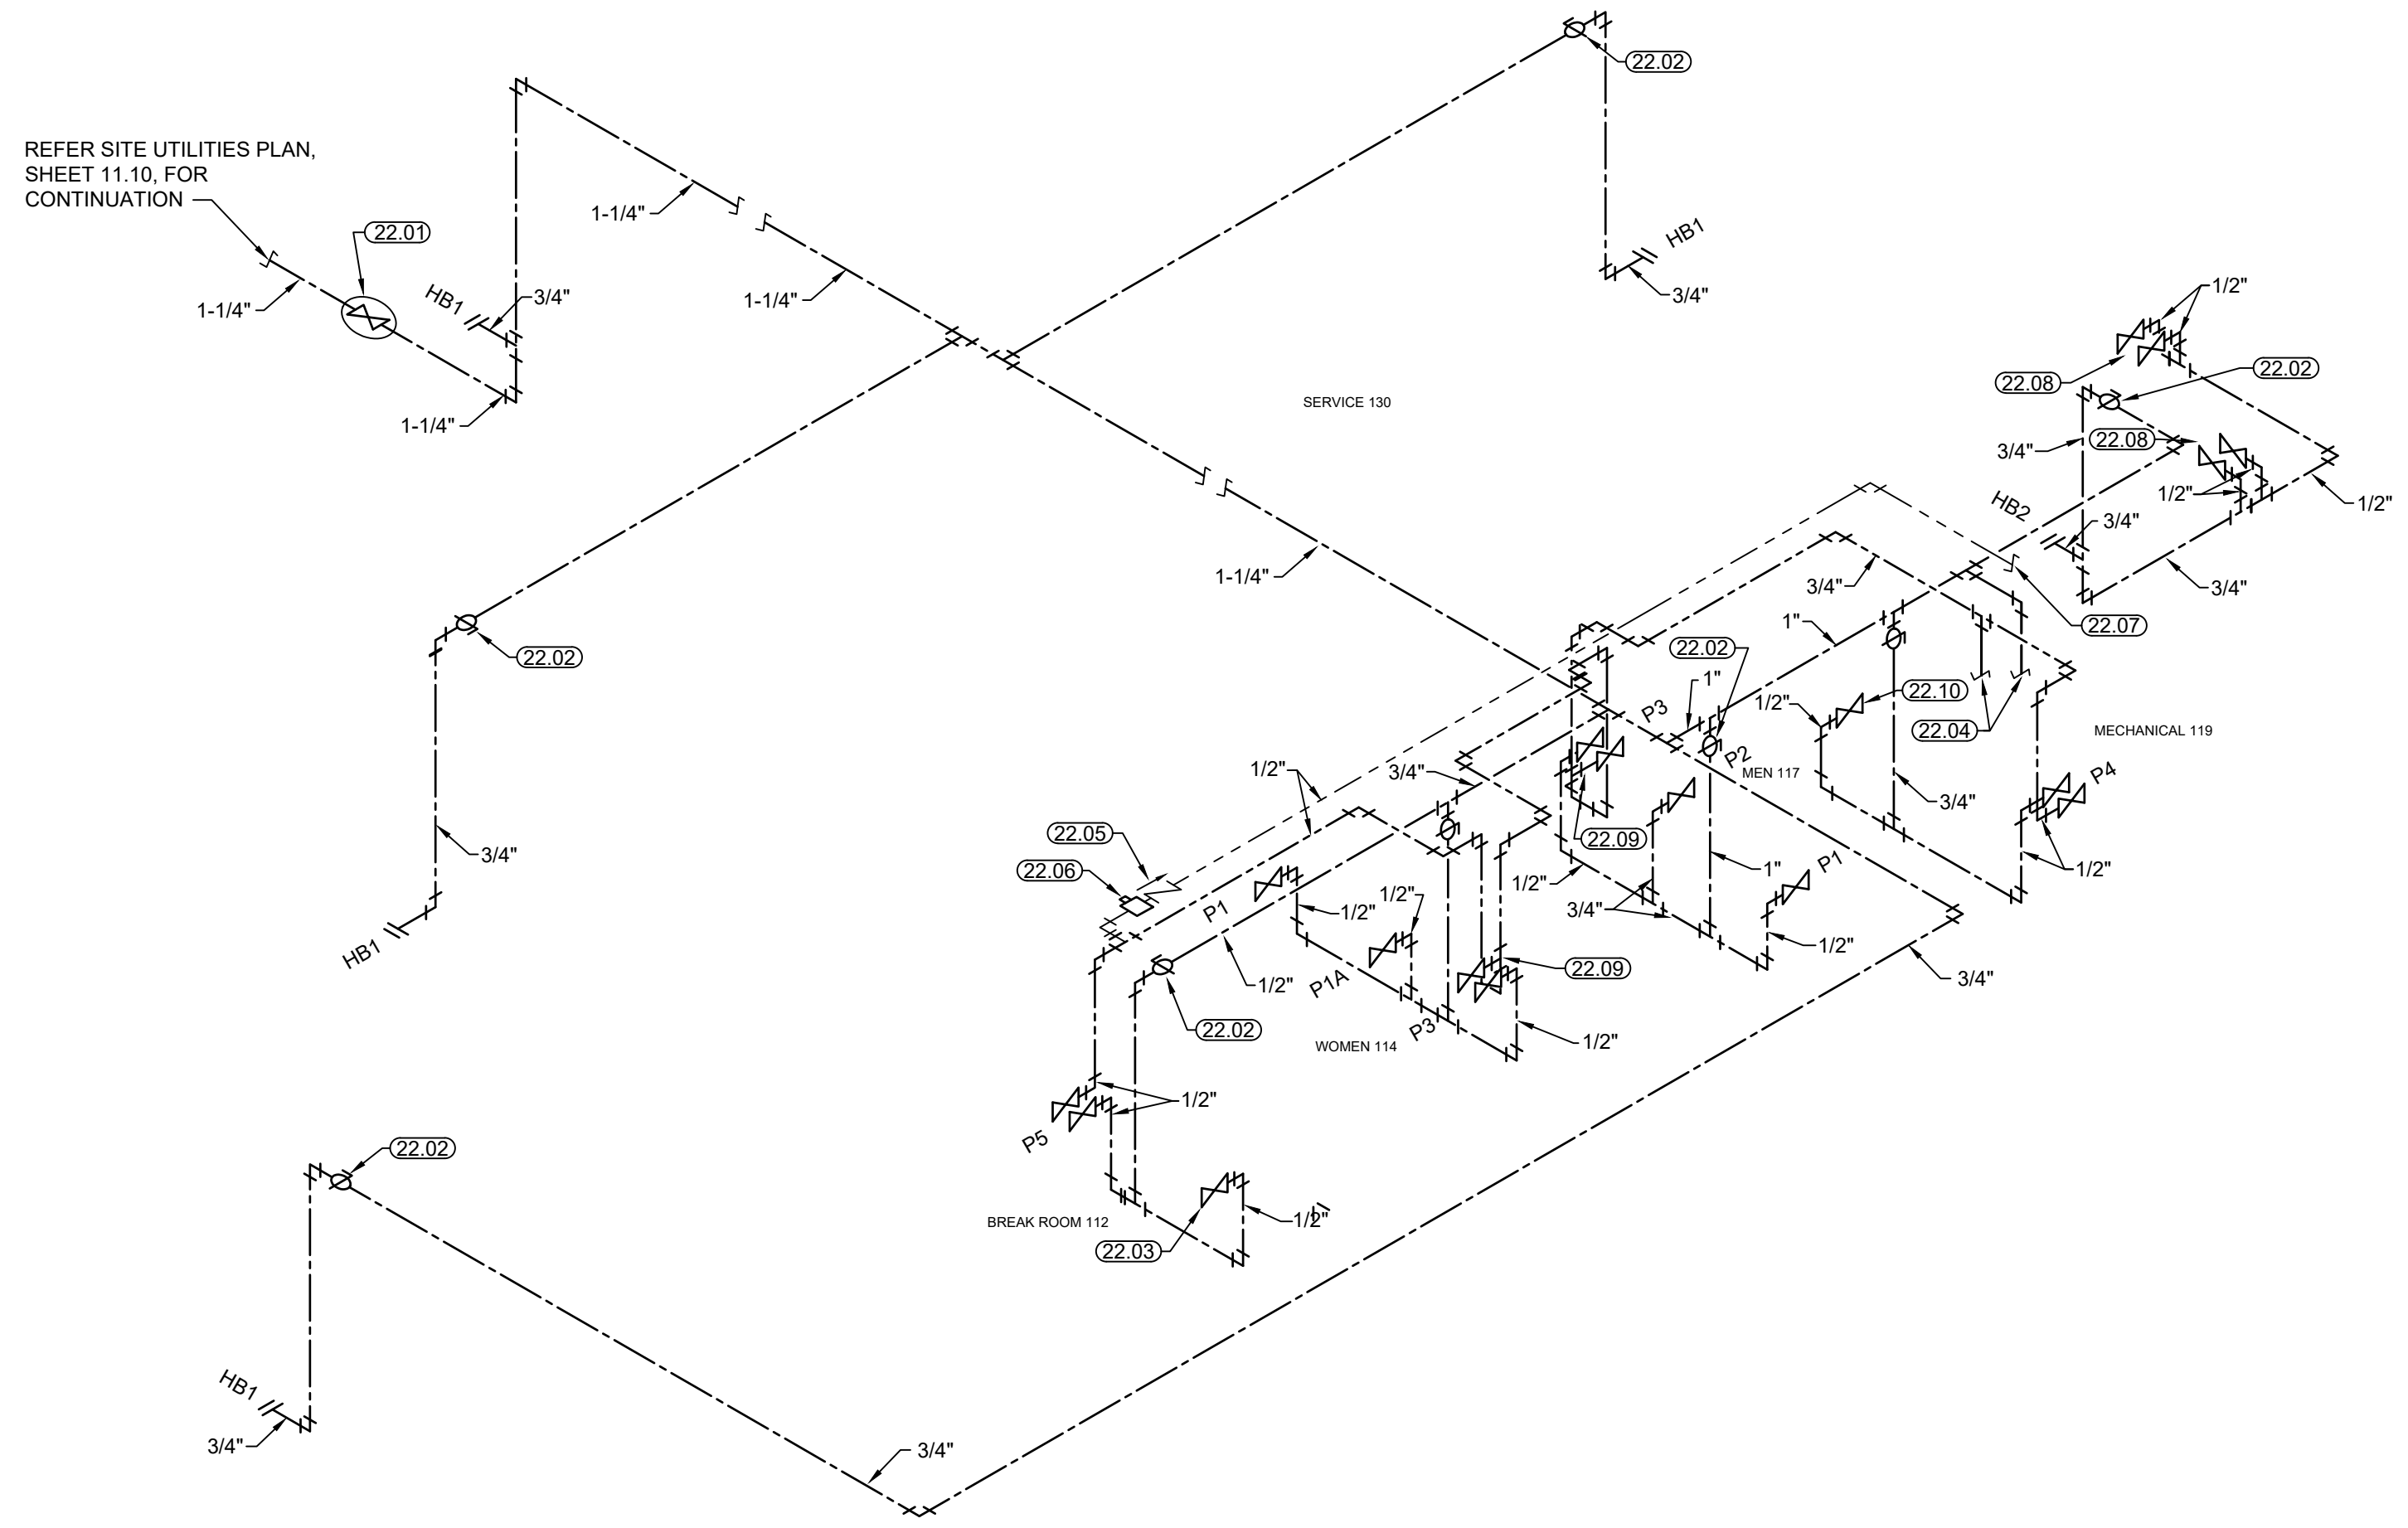 22.02
REFER SITE UTILITIES PLAN,
SHEET 11.10, FOR
CONTINUATION
1-1/4"
22.01
HB1
HB1
3/4"
1-1/4"
1-1/4"
3/4"
1/2"
1-1/4"
22.08
22.02
SERVICE 130
22.08
3/4"
1/2"
1/2"
HB2
3/4"
1-1/4"
3/4"
3/4"
22.07
1"
22.02
22.02
1"
22.10
1/2"
P3
22.04
MECHANICAL 119
P2
MEN 117
1/2"
3/4"
P4
3/4"
22.05
22.09
3/4"
22.06
1"
P1
1/2"
1/2"
1/2"
P1
1/2"
3/4"
1/2"
HB1
22.09
3/4"
1/2"
P1A
22.02
P3
1/2"
WOMEN 114
1/2"
P5
22.02
BREAK ROOM 112
1/2"
22.03
HB1
3/4"
3/4"